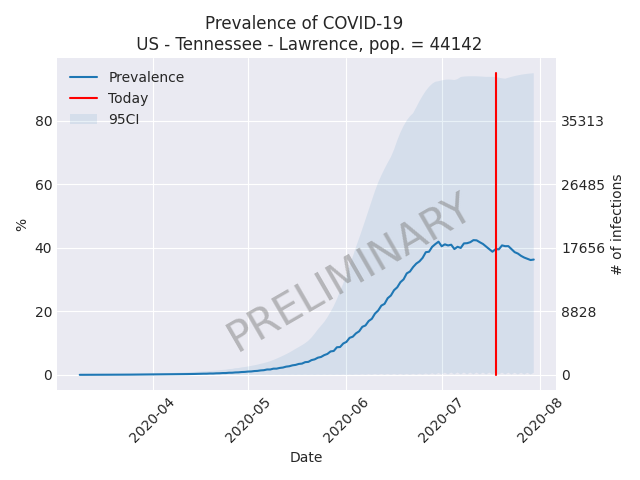 Prevalence of COVID-19
US - Tennessee - Lawrence, pop. = 44142
Prevalence
Today
95CI
80
60
40
20
0
%
35313
26485
17656
8828
0
# of infections
PRELIMINARY
2020-04
2020-05
2020-06
2020-07
2020-08
Date